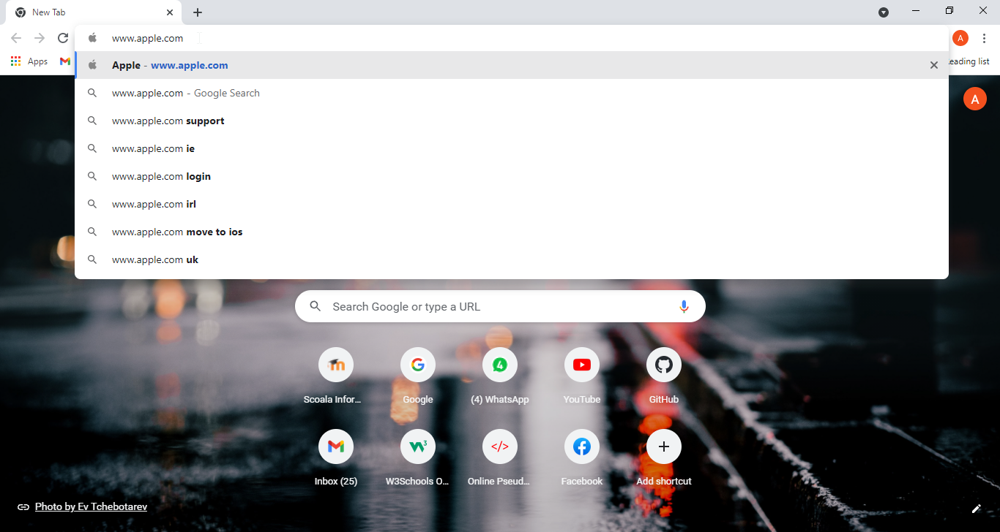 New Tab
www.apple.com
Apps
Apple - www.apple.com
eading list
www.apple.com - Google Search
A
A
www.apple.com support
www.apple.com ie
www.apple.com login
www.apple.com irl
www.apple.com move to ios
www.apple.com uk
Search Google or type a URL
4
Scoala Infor...
Google
(4) WhatsApp
YouTube
GitHub
W3
</>
Inbox (25)
W3Schools O...
Online Pseud...
Facebook
Add shortcut
Photo by Ev Tchebotarev